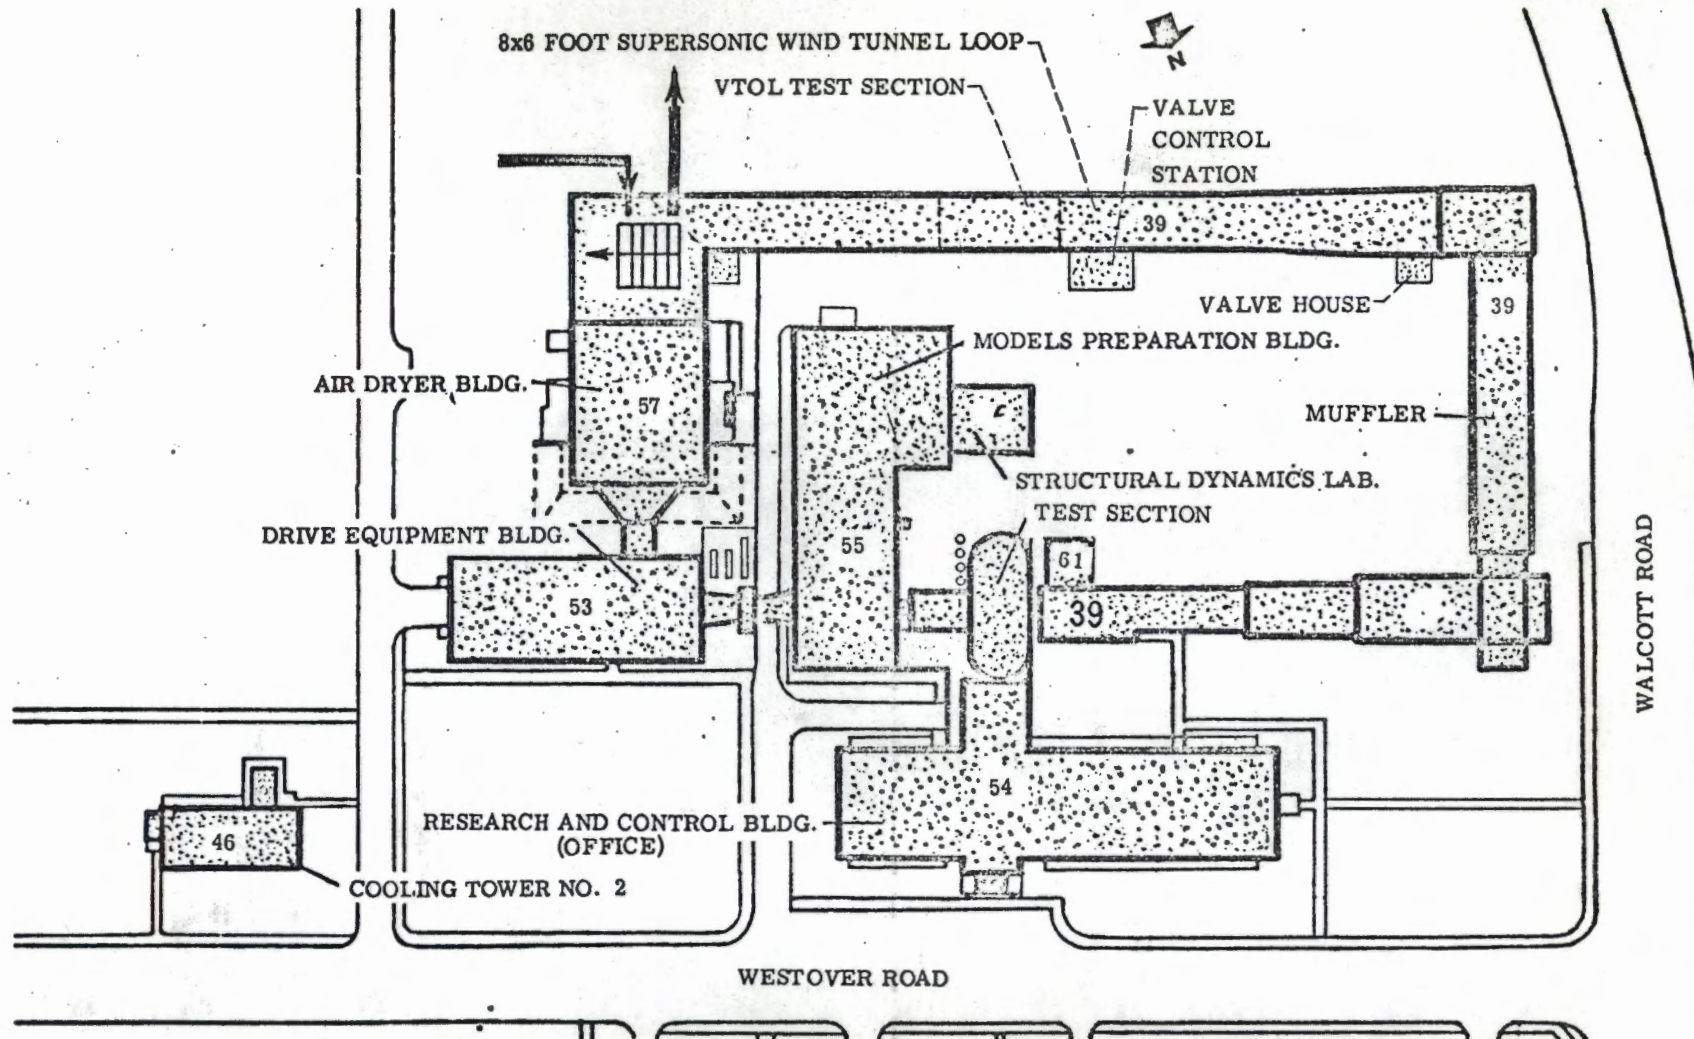 8x6 FOOT SUPERSONIC WIND TUNNEL LOOP
N
VTOL TEST SECTION
VALVE
CONTROL
STATION
39
VALVE HOUSE
39
MODELS PREPARATION BLDG.
AIR DRYER BLDG.
57
MUFFLER
C
STRUCTURAL DYNAMICS LAB.
TEST SECTION
DRIVE EQUIPMENT BLDG.
55
61
53
39
WALCOTT ROAD
54
RESEARCH AND CONTROL BLDG.
(OFFICE)
46
COOLING TOWER NO. 2
WESTOVER ROAD